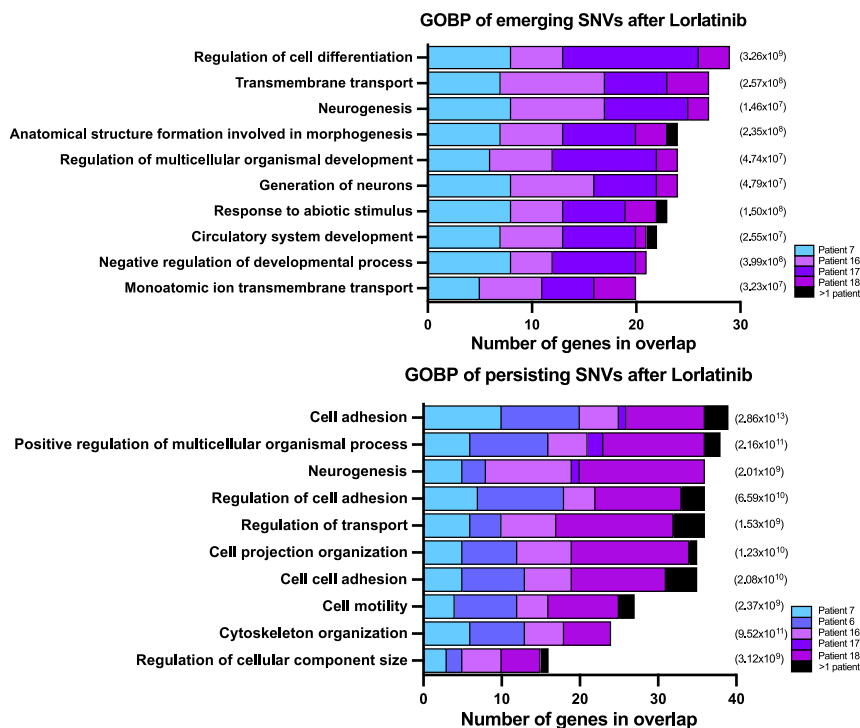 GOBP of emerging SNVs after Lorlatinib
Regulation of cell differentiation (3.26x10⁹)
Transmembrane transport (2.57x10⁸)
Neurogenesis (1.46x10⁷)
Anatomical structure formation involved in morphogenesis (2.35x10⁸)
Regulation of multicellular organismal development (4.74x10⁷)
Generation of neurons (4.79x10⁷)
Response to abiotic stimulus (1.50x10⁸)
Circulatory system development (2.55x10⁷)
Negative regulation of developmental process (3.99x10⁸)
Monoatomic ion transmembrane transport (3.23x10⁷)
Patient 7
Patient 16
Patient 17
Patient 18
>1 patient
0 10 20 30
Number of genes in overlap
GOBP of persisting SNVs after Lorlatinib
Cell adhesion (2.86x10¹³)
Positive regulation of multicellular organismal process (2.16x10¹¹)
Neurogenesis (2.01x10⁹)
Regulation of cell adhesion (6.59x10¹⁰)
Regulation of transport (1.53x10⁹)
Cell projection organization (1.23x10¹⁰)
Cell cell adhesion (2.08x10¹⁰)
Cell motility (2.37x10⁹)
Cytoskeleton organization (9.52x10¹¹)
Regulation of cellular component size (3.12x10⁹)
Patient 7
Patient 6
Patient 16
Patient 17
Patient 18
>1 patient
0 10 20 30 40
Number of genes in overlap